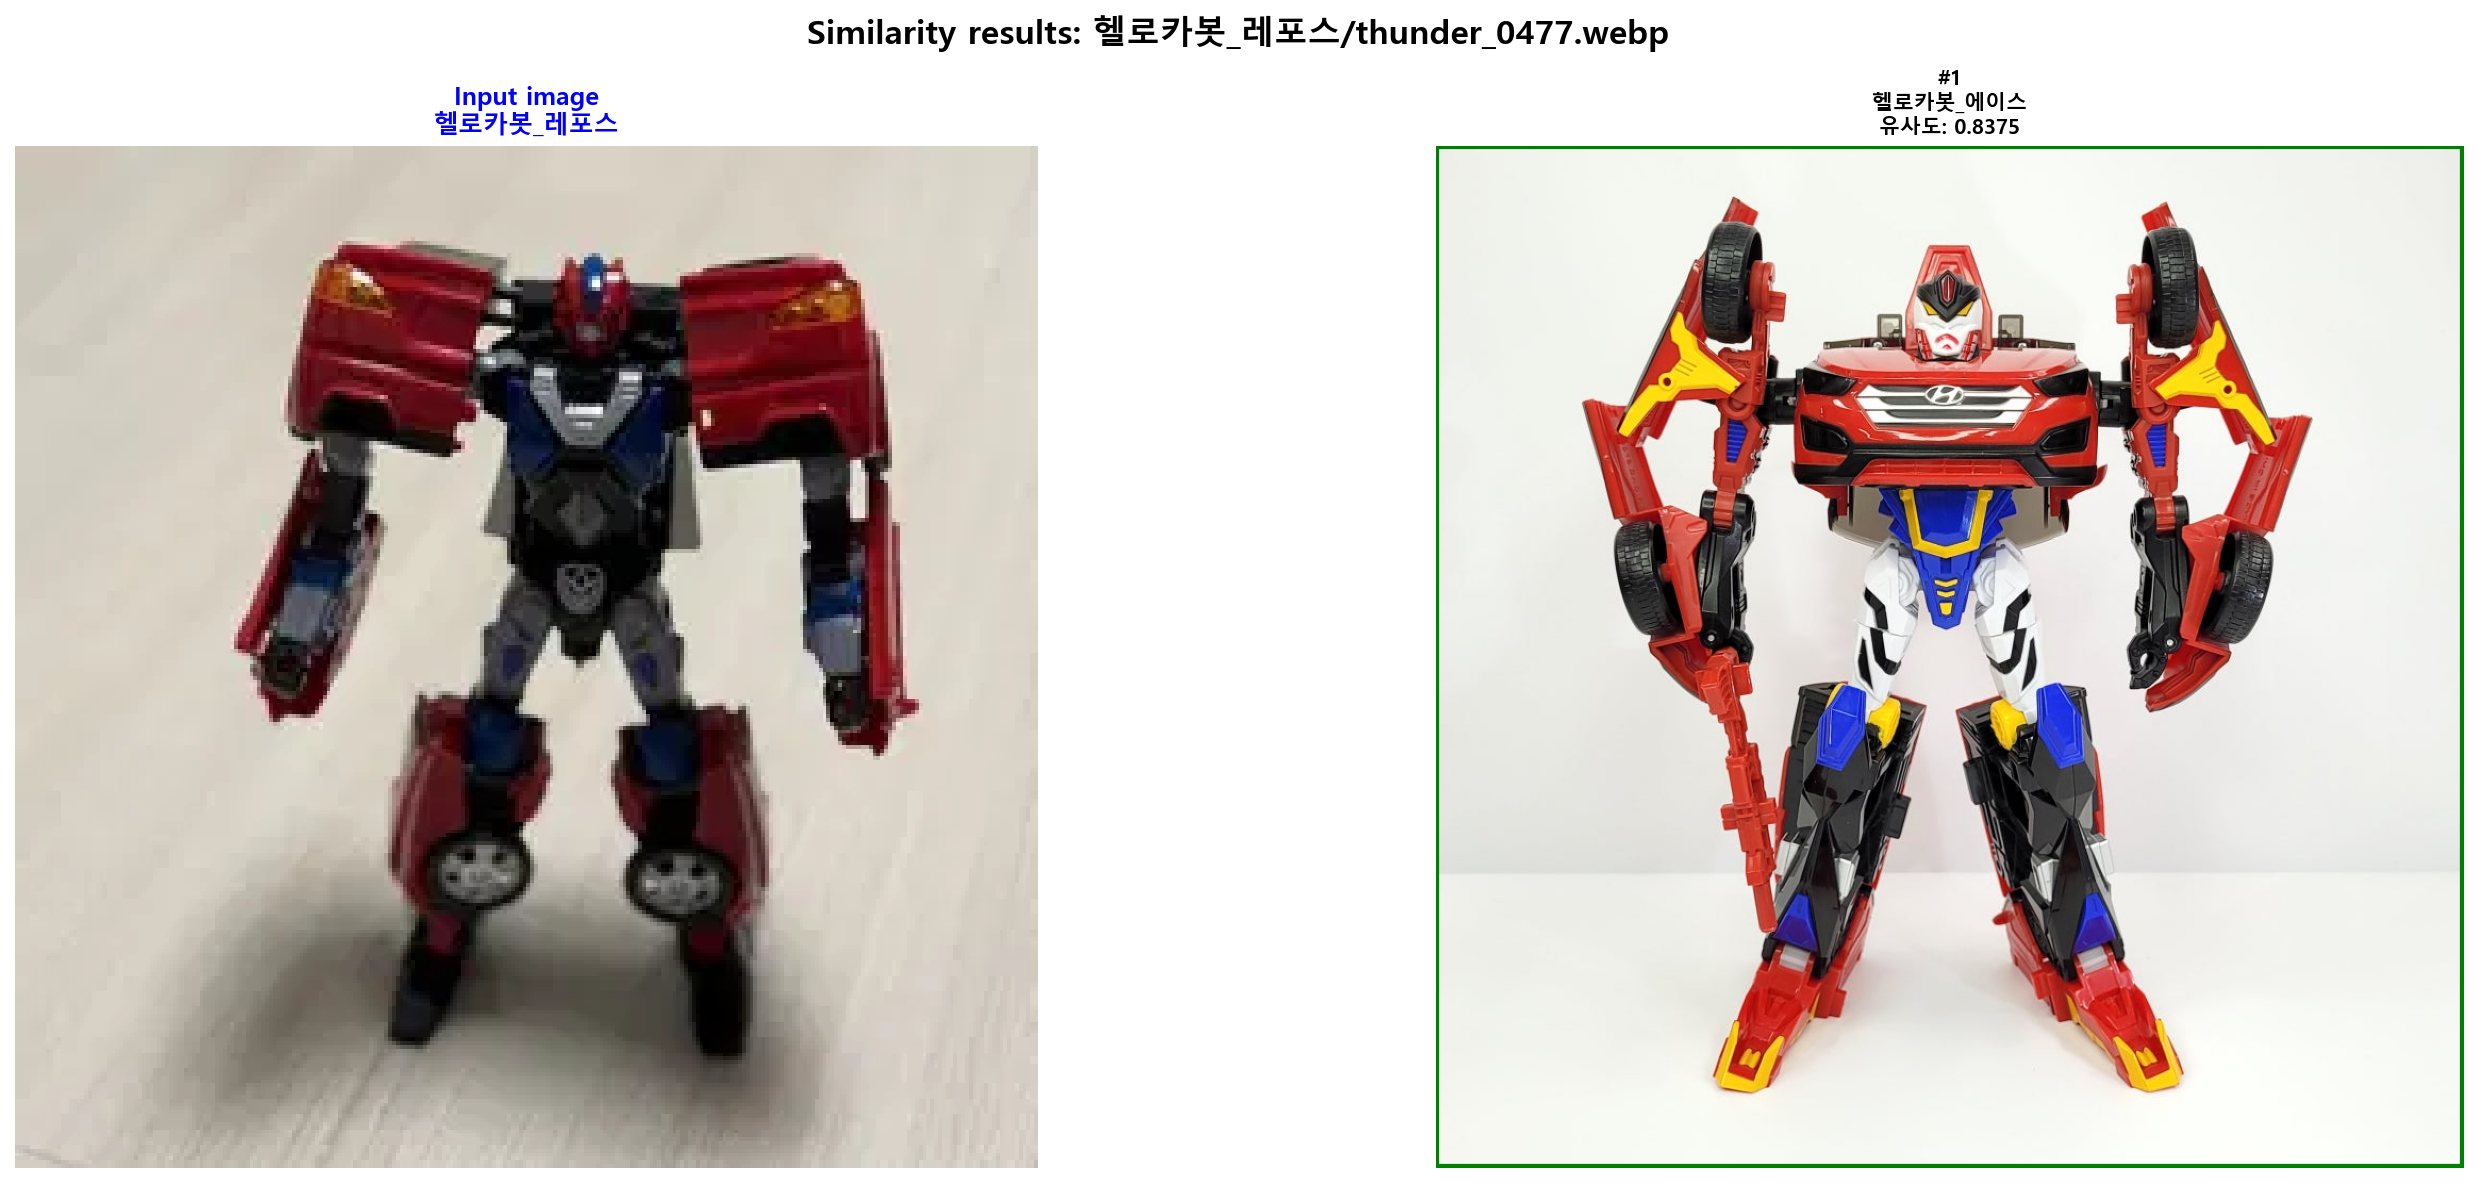 Similarity results: 헬로카봇_레포스/thunder_0477.webp
Input image
헬로카봇_레포스
#1
헬로카봇_에이스
유사도: 0.8375